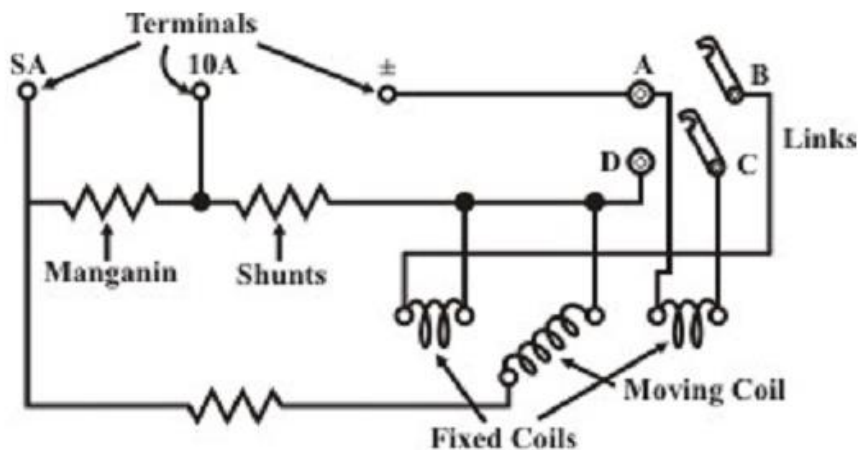 Terminals
SA
10A
±
A
B
Links
D
C
Manganin
Shunts
Moving Coil
Fixed Coils